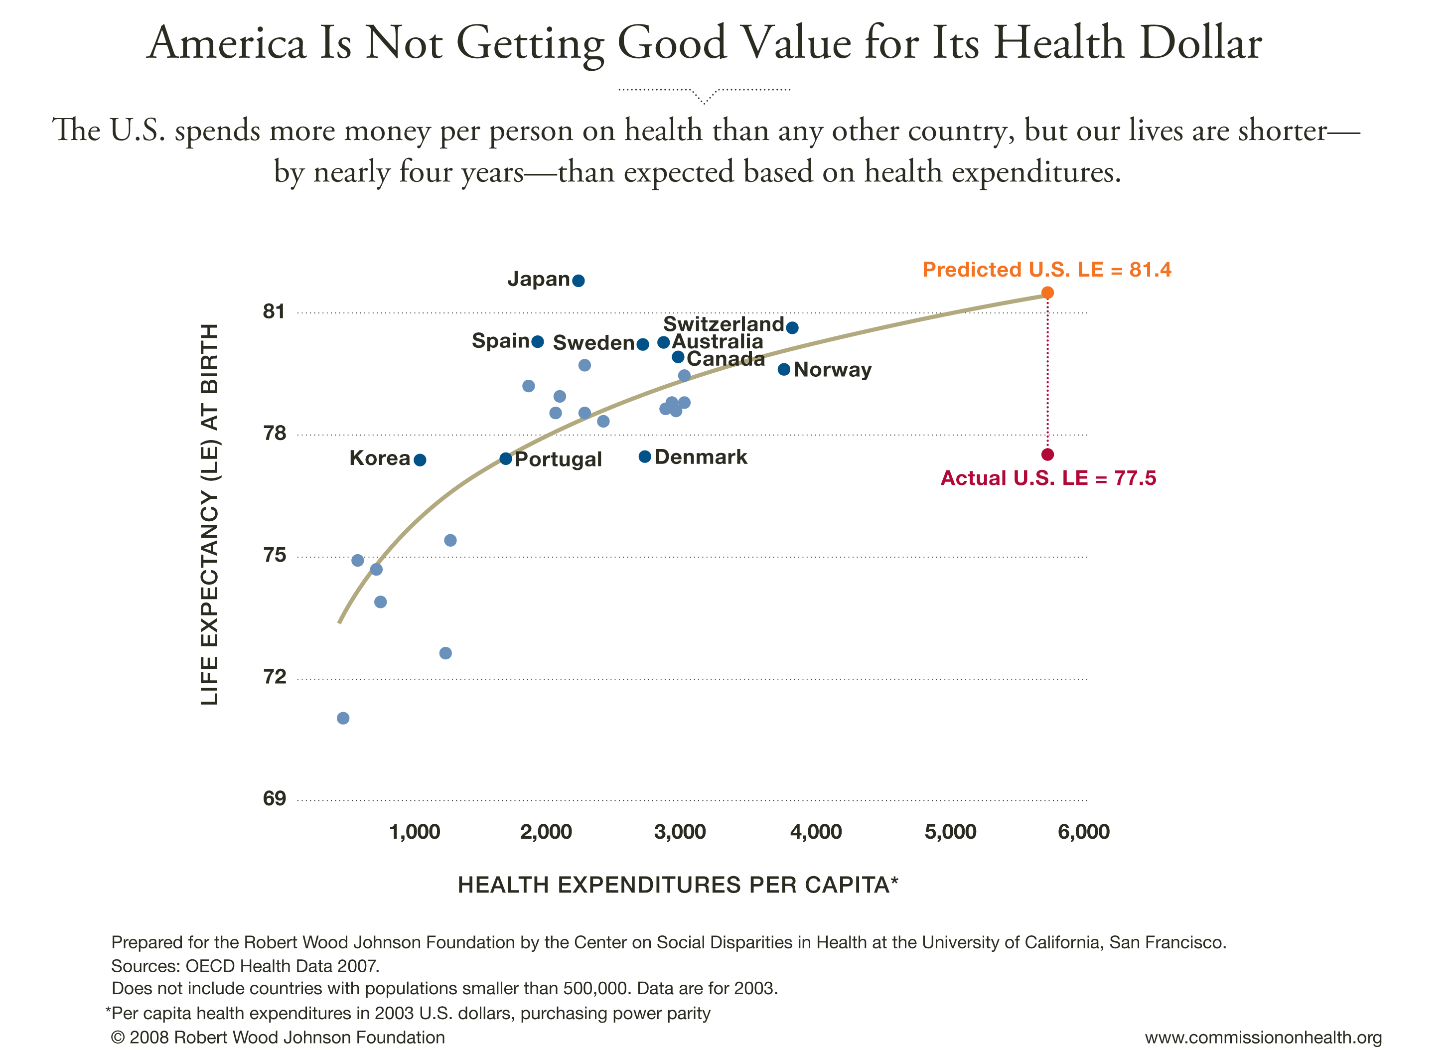 America Is Not Getting Good Value for Its Health Dollar
The U.S. spends more money per person on health than any other country, but our lives are shorter—
by nearly four years—than expected based on health expenditures.
Predicted U.S. LE = 81.4
Japan
81
Switzerland
Spain
Sweden
Australia
Canada
Norway
78
Korea
Portugal
Denmark
Actual U.S. LE = 77.5
LIFE EXPECTANCY (LE) AT BIRTH
75
72
69
1,000 2,000 3,000 4,000 5,000 6,000
HEALTH EXPENDITURES PER CAPITA*
Prepared for the Robert Wood Johnson Foundation by the Center on Social Disparities in Health at the University of California, San Francisco.
Sources: OECD Health Data 2007.
Does not include countries with populations smaller than 500,000. Data are for 2003.
*Per capita health expenditures in 2003 U.S. dollars, purchasing power parity
© 2008 Robert Wood Johnson Foundation
www.commissiononhealth.org